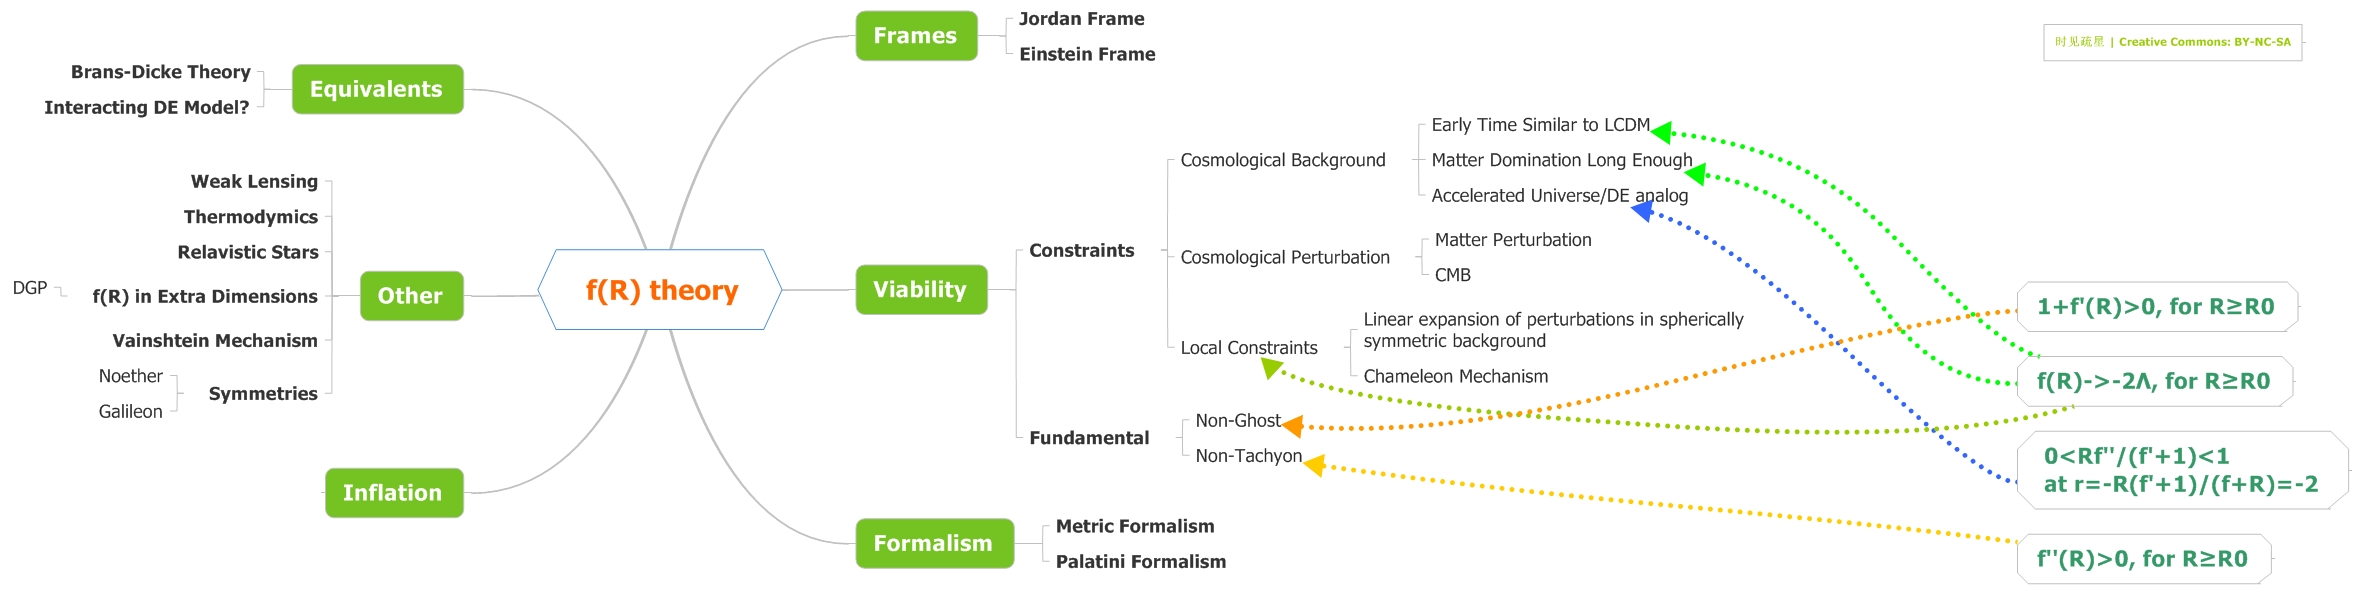 时见疏星 | Creative Commons: BY-NC-SA
f(R) theory
Frames
Jordan Frame
Einstein Frame
Viability
Constraints
Cosmological Background
Early Time Similar to LCDM
Matter Domination Long Enough
Accelerated Universe/DE analog
Cosmological Perturbation
Matter Perturbation
CMB
Local Constraints
Linear expansion of perturbations in spherically
symmetric background
Chameleon Mechanism
Fundamental
Non-Ghost
Non-Tachyon
1+f'(R)>0, for R≥R0
f(R)->-2Λ, for R≥R0
0<Rf''/(f'+1)<1
at r=-R(f'+1)/(f+R)=-2
f''(R)>0, for R≥R0
Formalism
Metric Formalism
Palatini Formalism
Equivalents
Brans-Dicke Theory
Interacting DE Model?
Other
Weak Lensing
Thermodymics
Relavistic Stars
f(R) in Extra Dimensions
DGP
Vainshtein Mechanism
Symmetries
Noether
Galileon
Inflation